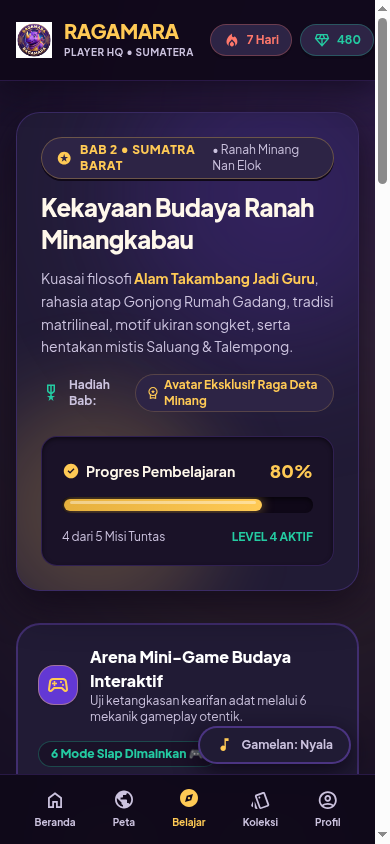 RAGAMARA
PLAYER HQ • SUMATERA
7 Hari
480
BAB 2 • SUMATRA BARAT
• Ranah Minang Nan Elok
Kekayaan Budaya Ranah
Minangkabau
Kuasai filosofi Alam Takambang Jadi Guru,
rahasia atap Gonjong Rumah Gadang, tradisi
matrilineal, motif ukiran songket, serta
hentakan mistis Saluang & Talempong.
Hadiah Bab:
Avatar Eksklusif Raga Deta Minang
Progres Pembelajaran
80%
4 dari 5 Misi Tuntas
LEVEL 4 AKTIF
Arena Mini-Game Budaya
Interaktif
Uji ketangkasan kearifan adat melalui 6
mekanik gameplay otentik.
6 Mode Siap Dimainkan
Gamelan: Nyala
Beranda
Peta
Belajar
Koleksi
Profil